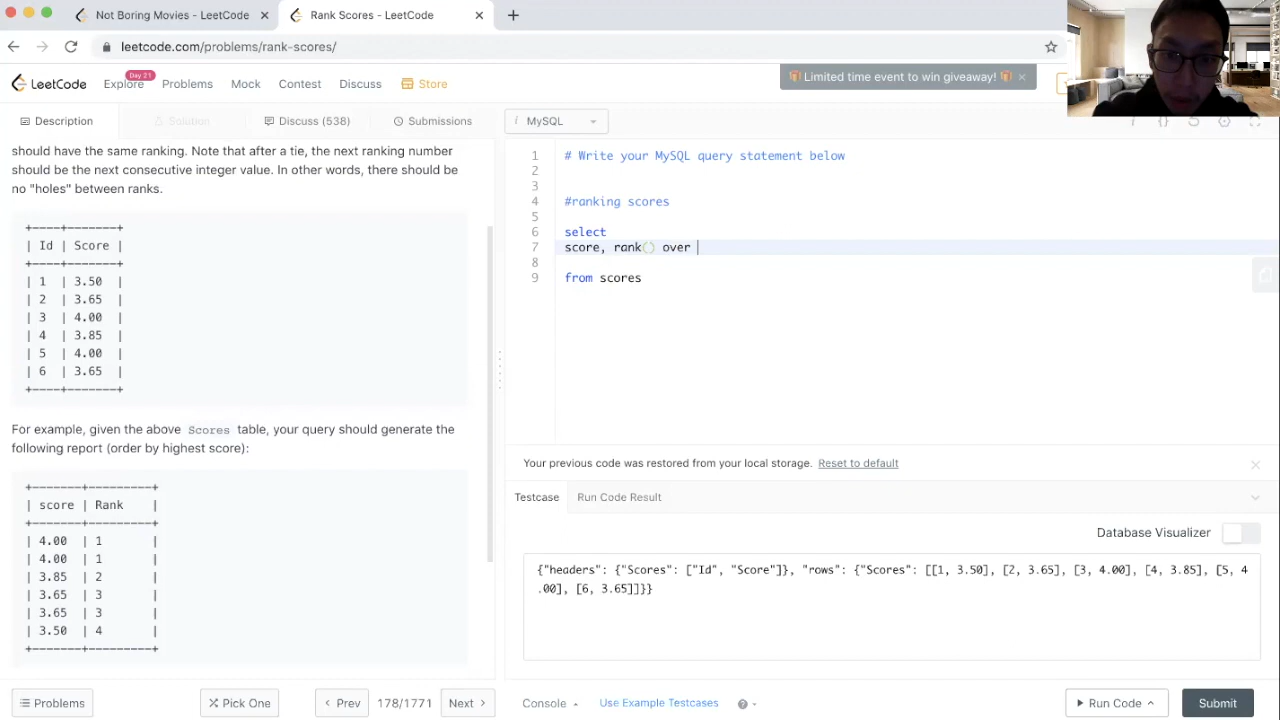 Not Boring Movies - LeetCode
Rank Scores - LeetCode
leetcode.com/problems/rank-scores/
LeetCode
Explore
Day 21
Problems
Mock
Contest
Discuss
Store
Limited time event to win giveaway!
Description
Solution
Discuss (538)
Submissions
MySQL
should have the same ranking. Note that after a tie, the next ranking number
should be the next consecutive integer value. In other words, there should be
no "holes" between ranks.
+----+-------+
| Id | Score |
+----+-------+
| 1 | 3.50 |
| 2 | 3.65 |
| 3 | 4.00 |
| 4 | 3.85 |
| 5 | 4.00 |
| 6 | 3.65 |
+----+-------+
For example, given the above Scores table, your query should generate the
following report (order by highest score):
+-------+---------+
| score | Rank |
+-------+---------+
| 4.00 | 1 |
| 4.00 | 1 |
| 3.85 | 2 |
| 3.65 | 3 |
| 3.65 | 3 |
| 3.50 | 4 |
+-------+---------+
1 # Write your MySQL query statement below
2
3
4 #ranking scores
5
6 select
7 score, rank() over
8
9 from scores
Your previous code was restored from your local storage. Reset to default
Testcase
Run Code Result
Database Visualizer
{"headers": {"Scores": ["Id", "Score"]}, "rows": {"Scores": [[1, 3.50], [2, 3.65], [3, 4.00], [4, 3.85], [5, 4
.00], [6, 3.65]]}}
Problems
Pick One
Prev
178/1771
Next
Console
Use Example Testcases
Run Code
Submit